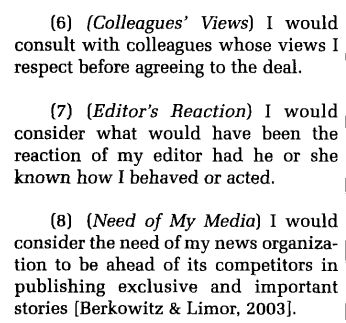 (6) (Colleagues' Views) I would
consult with colleagues whose views I
respect before agreeing to the deal.
(7) (Editor's Reaction) I would
consider what would have been the
reaction of my editor had he or she
known how I behaved or acted.
(8) (Need of My Media) I would
consider the need of my news organiza-
tion to be ahead of its competitors in
publishing exclusive and important
stories [Berkowitz & Limor, 2003].